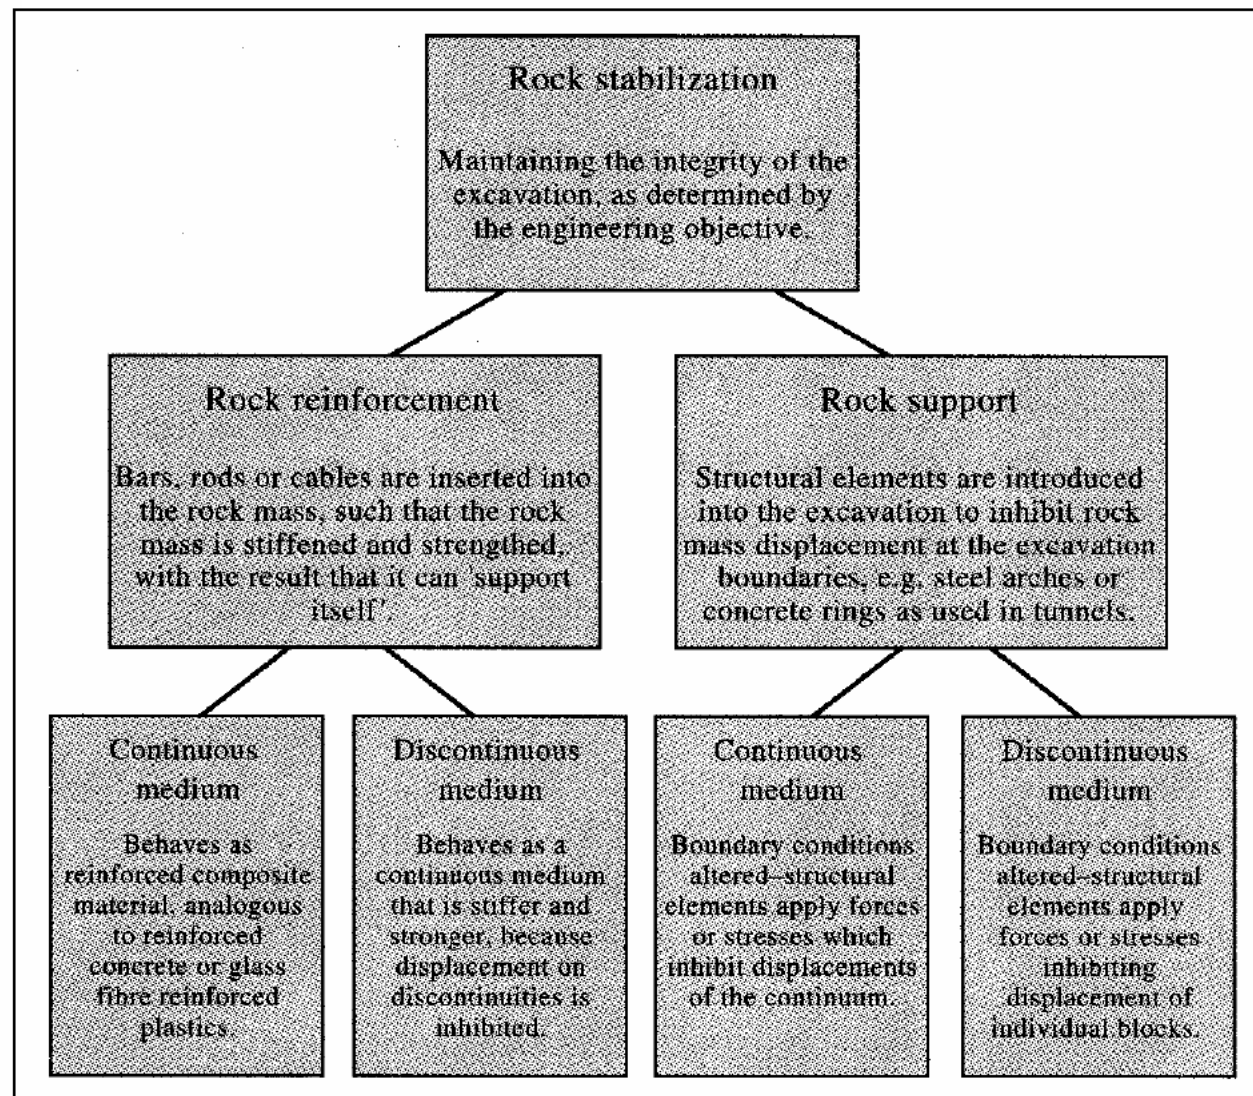 Rock stabilization
Maintaining the integrity of the
excavation, as determined by
the engineering objective.
Rock reinforcement
Bars, rods or cables are inserted into
the rock mass, such that the rock
mass is stiffened and strengthed,
with the result that it can 'support
itself'.
Rock support
Structural elements are introduced
into the excavation to inhibit rock
mass displacement at the excavation
boundaries, e.g. steel arches or
concrete rings as used in tunnels.
Continuous
medium
Behaves as
reinforced composite
material, analogous
to reinforced
concrete or glass
fibre reinforced
plastics
Discontinuous
medium
Behaves as a
continuous medium
that is stiffer and
stronger, because
displacement on
discontinuities is
inhibited.
Continuous
medium
Boundary conditions
altered–structural
elements apply forces
or stresses which
inhibit displacements
of the continuum.
Discontinuous
medium
Boundary conditions
altered–structural
elements apply
forces or stresses
inhibiting
displacement of
individual blocks.